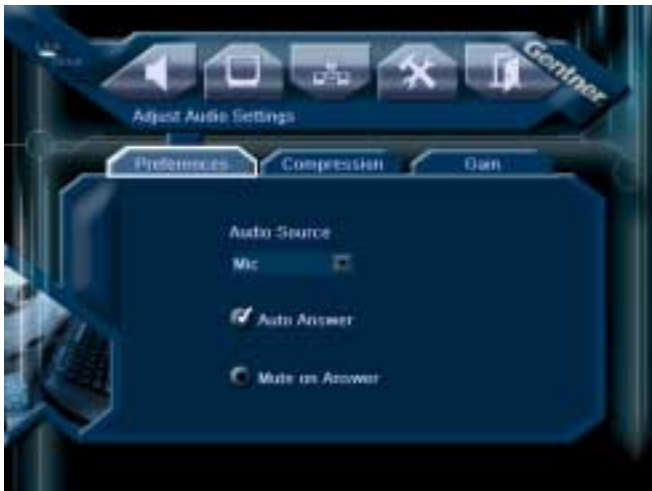 Gentner
Adjust Audio Settings
Preferences Compression Gain
Audio Source
Mic
Auto Answer
Mute on Answer